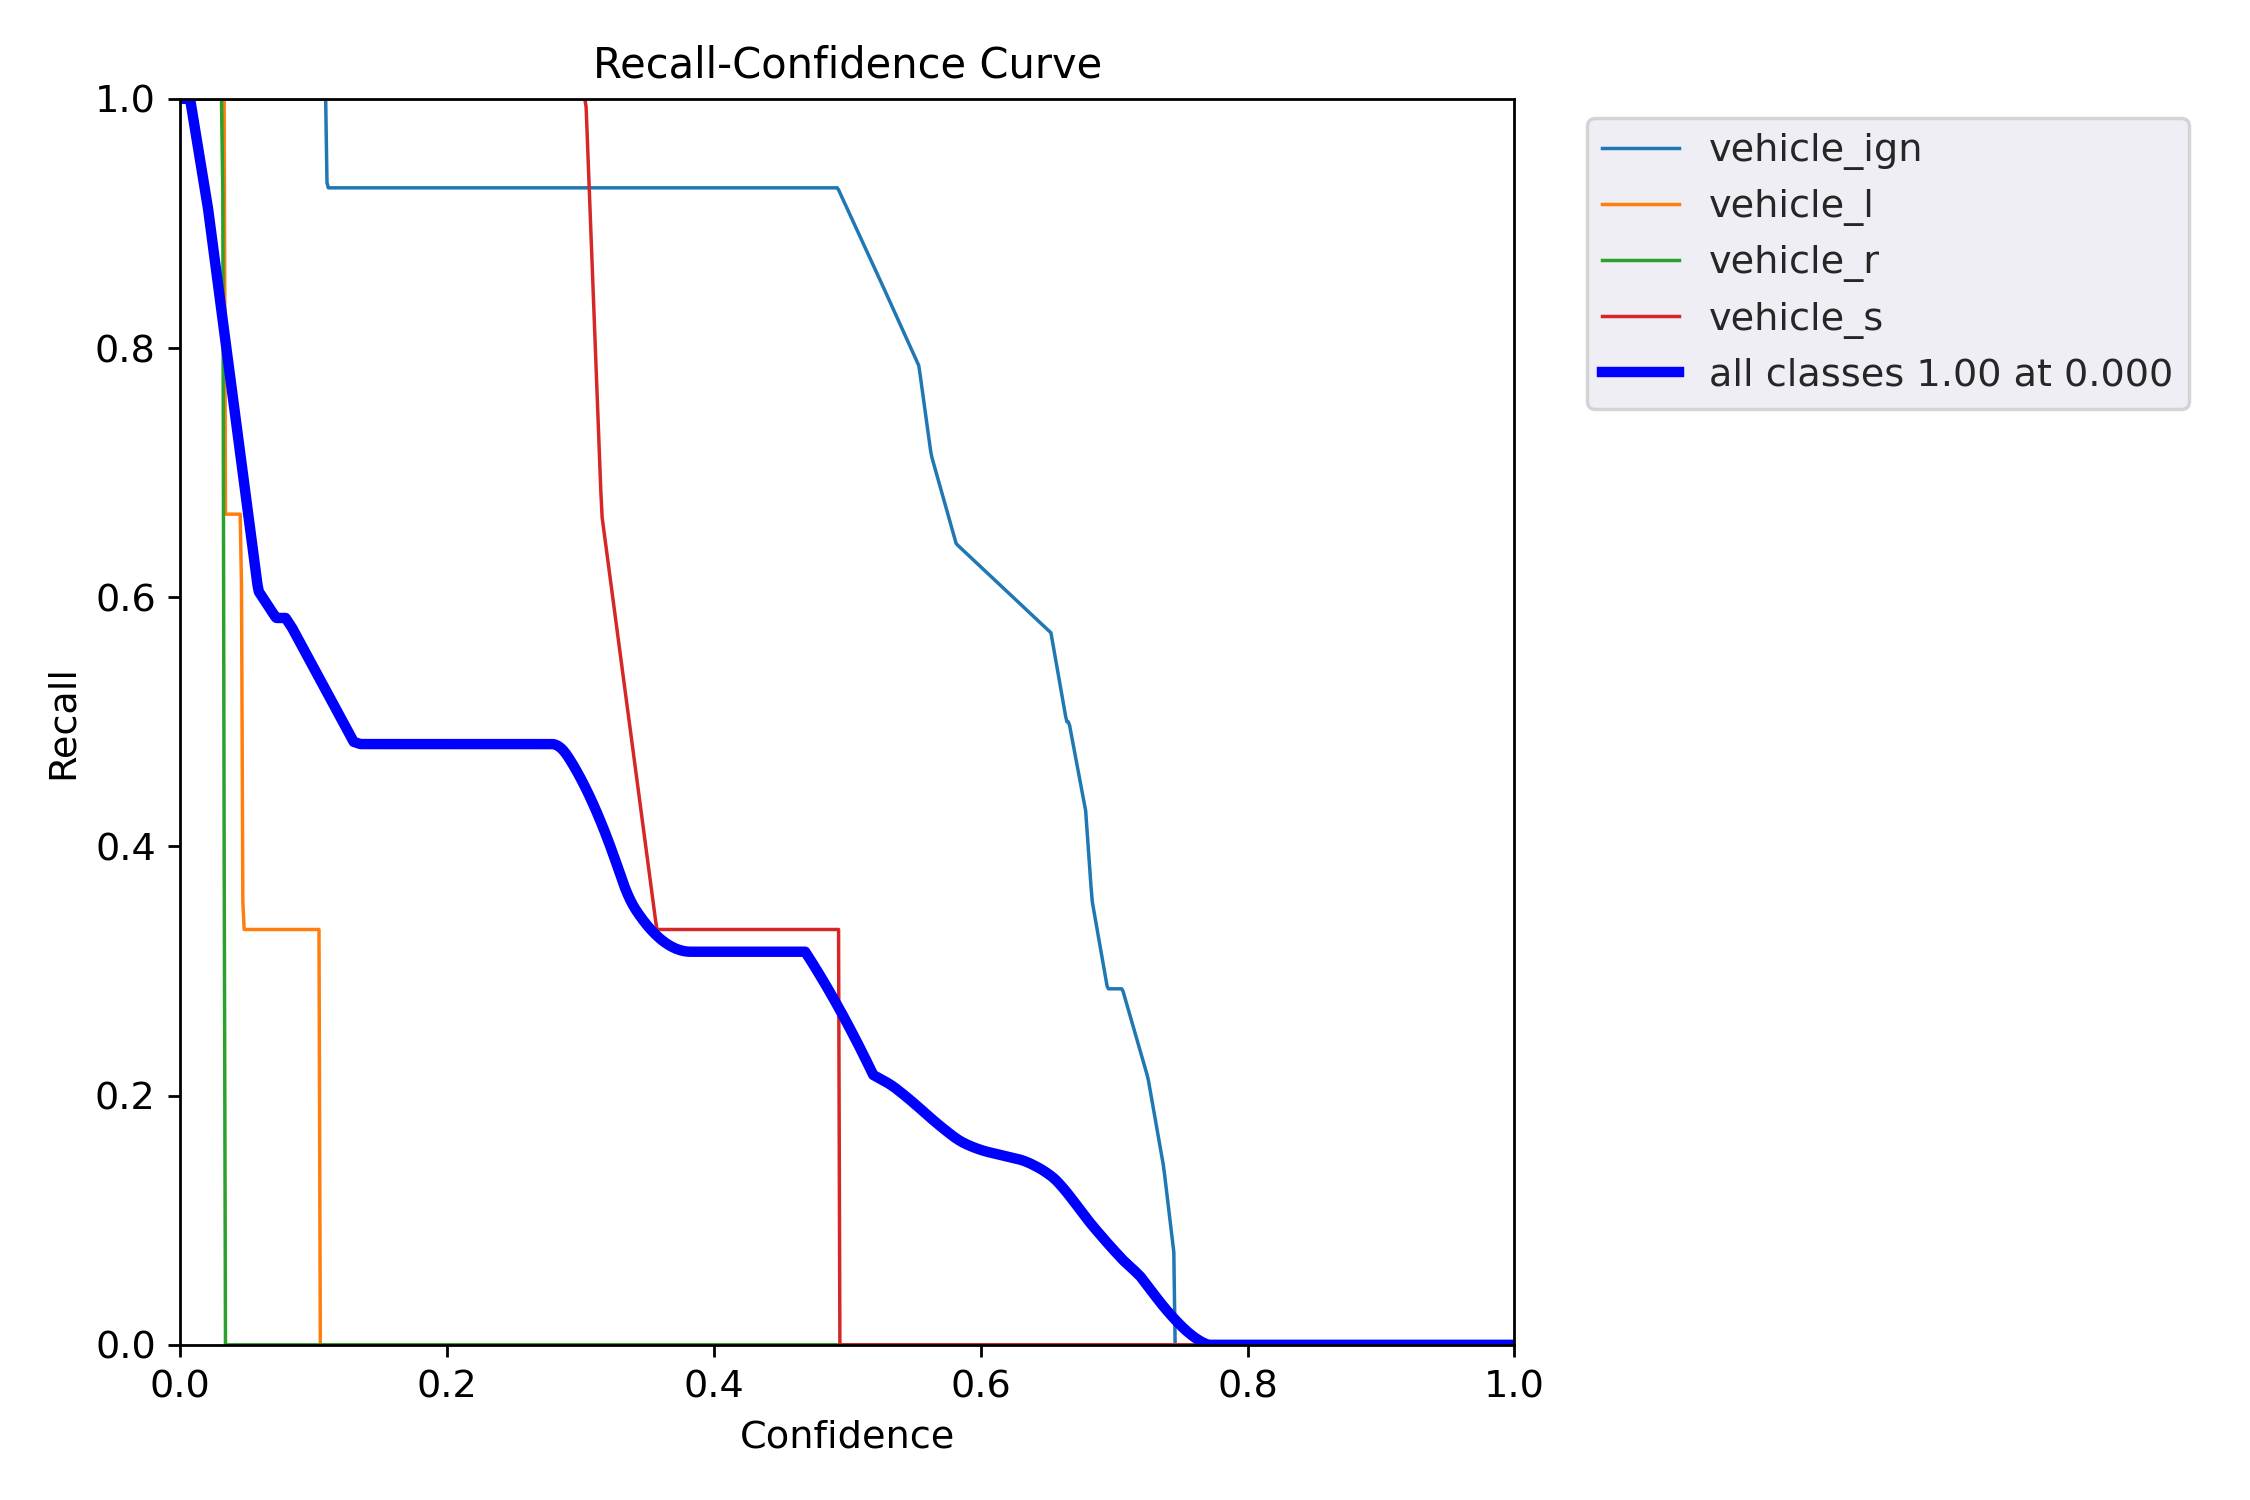 Recall-Confidence Curve
1.0
0.8
0.6
0.4
0.2
0.0
Recall
0.0 0.2 0.4 0.6 0.8 1.0
Confidence
vehicle_ign
vehicle_l
vehicle_r
vehicle_s
all classes 1.00 at 0.000